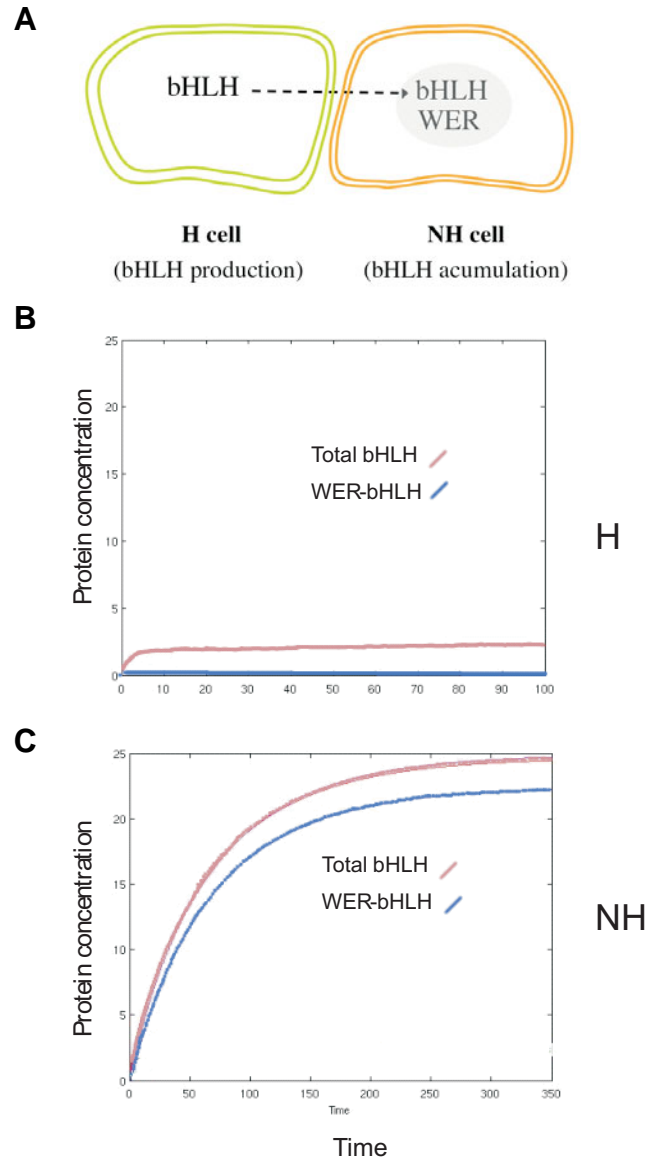 A
bHLH
bHLH
WER
H cell
(bHLH production)
NH cell
(bHLH acumulation)
B
Protein concentration
25
20
15
10
5
0
Total bHLH
WER-bHLH
0 10 20 30 40 50 60 70 80 90 100
H
C
Protein concentration
25
20
15
10
5
0
Total bHLH
WER-bHLH
0 50 100 150 200 250 300 350
Time
NH
Time